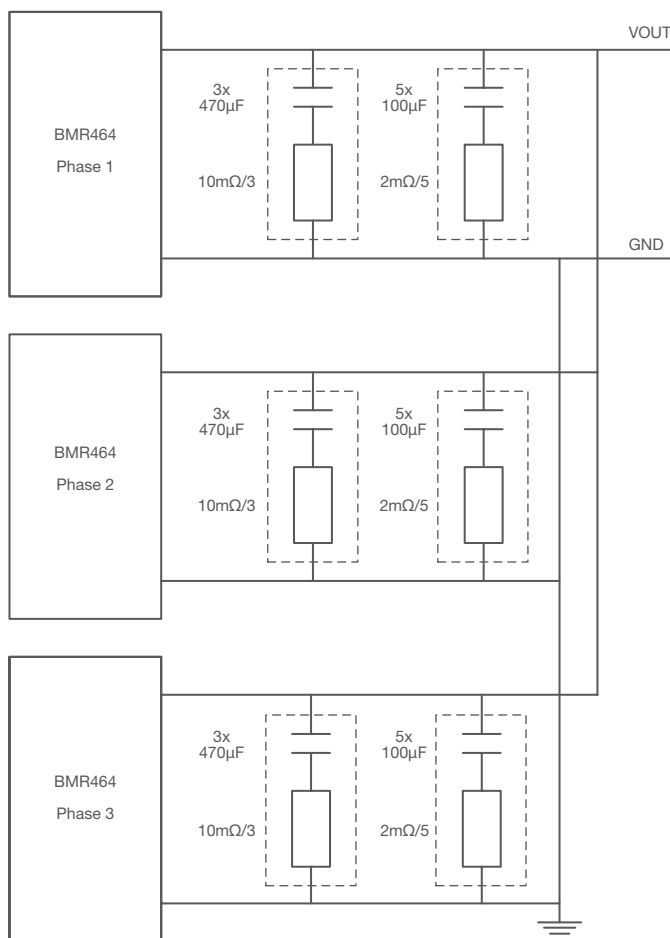 VOUT
3x
470µF
5x
100µF
BMR464
Phase 1
10mΩ/3
2mΩ/5
GND
3x
470µF
5x
100µF
BMR464
Phase 2
10mΩ/3
2mΩ/5
3x
470µF
5x
100µF
BMR464
Phase 3
10mΩ/3
2mΩ/5